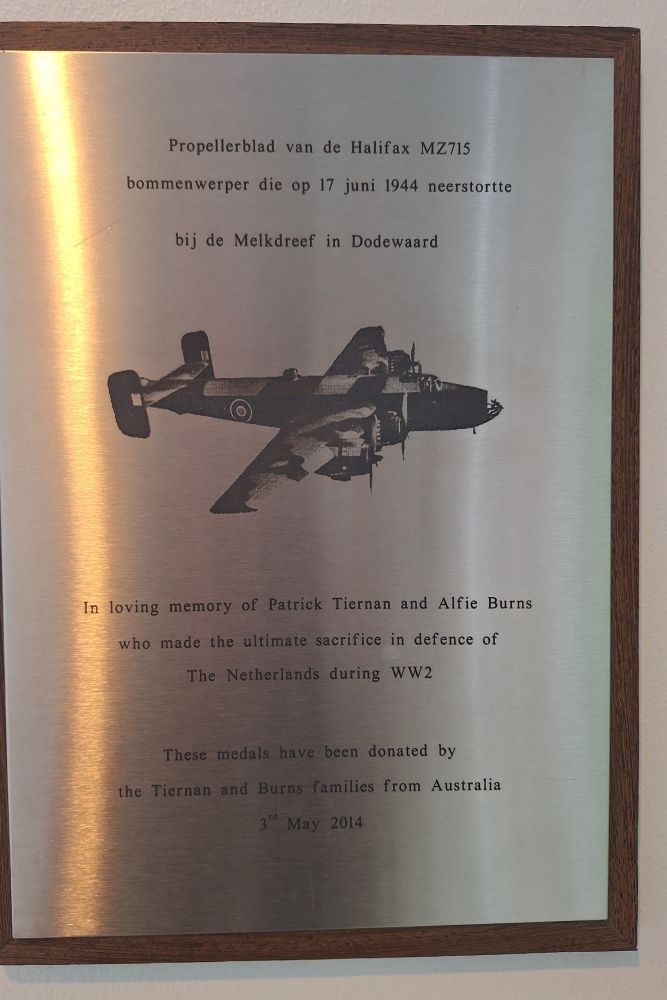 Propellerblad van de Halifax MZ715
bommenwerper die op 17 juni 1944 neerstortte
bij de Melkdreef in Dodewaard
In loving memory of Patrick Tiernan and Alfie Burns
who made the ultimate sacrifice in defence of
The Netherlands during WW2
These medals have been donated by
the Tiernan and Burns families from Australia
3rd May 2014